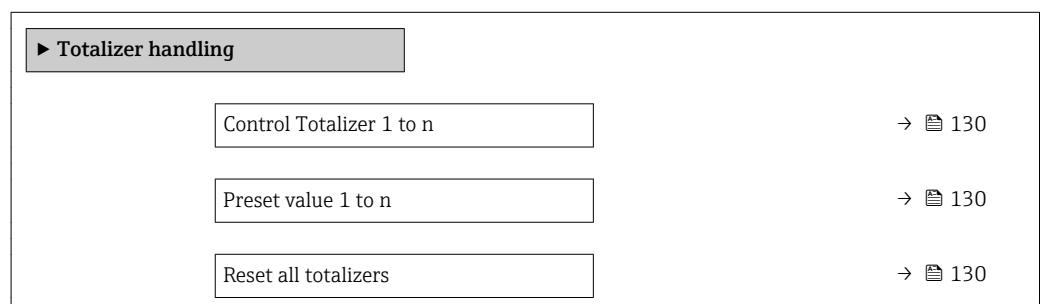 ▶ Totalizer handling
Control Totalizer 1 to n → 130
Preset value 1 to n → 130
Reset all totalizers → 130